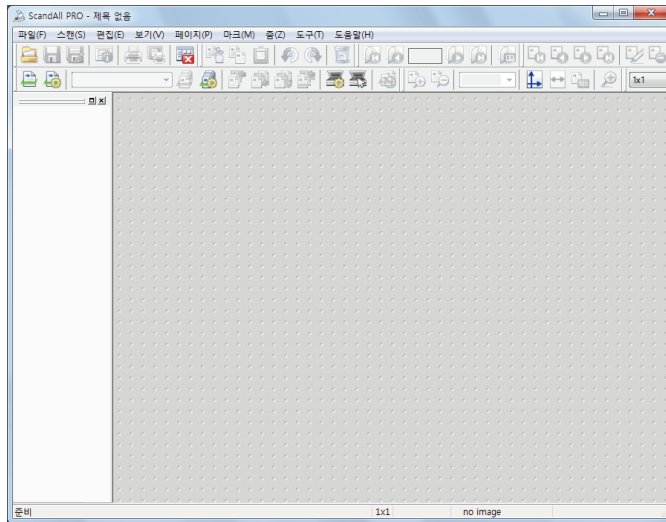 ScandAll PRO - 제목 없음
파일(F) 스캔(S) 편집(E) 보기(V) 페이지(P) 마크(M) 줌(Z) 도구(T) 도움말(H)
1x1
준비 1x1 no image